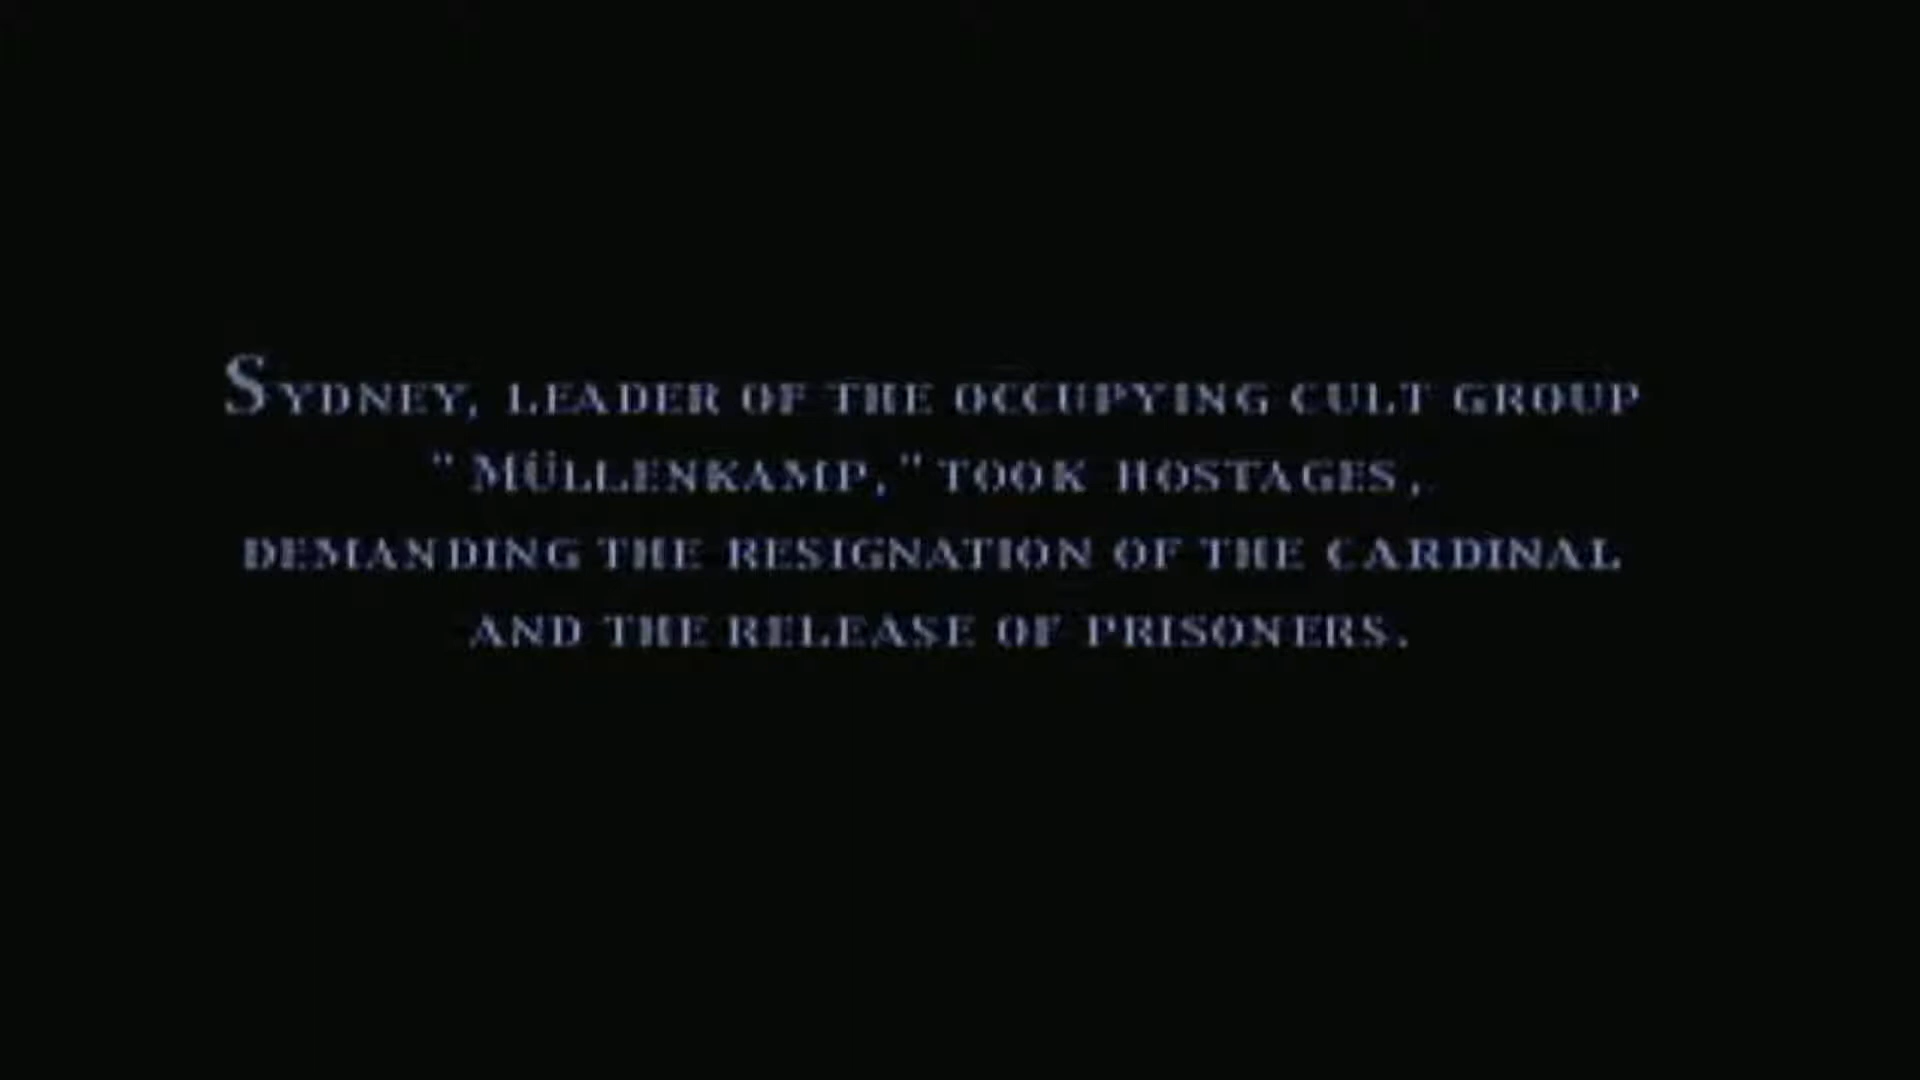 Sydney, leader of the occupying cult group
"Müllenkamp," took hostages,
demanding the resignation of the cardinal
and the release of prisoners.